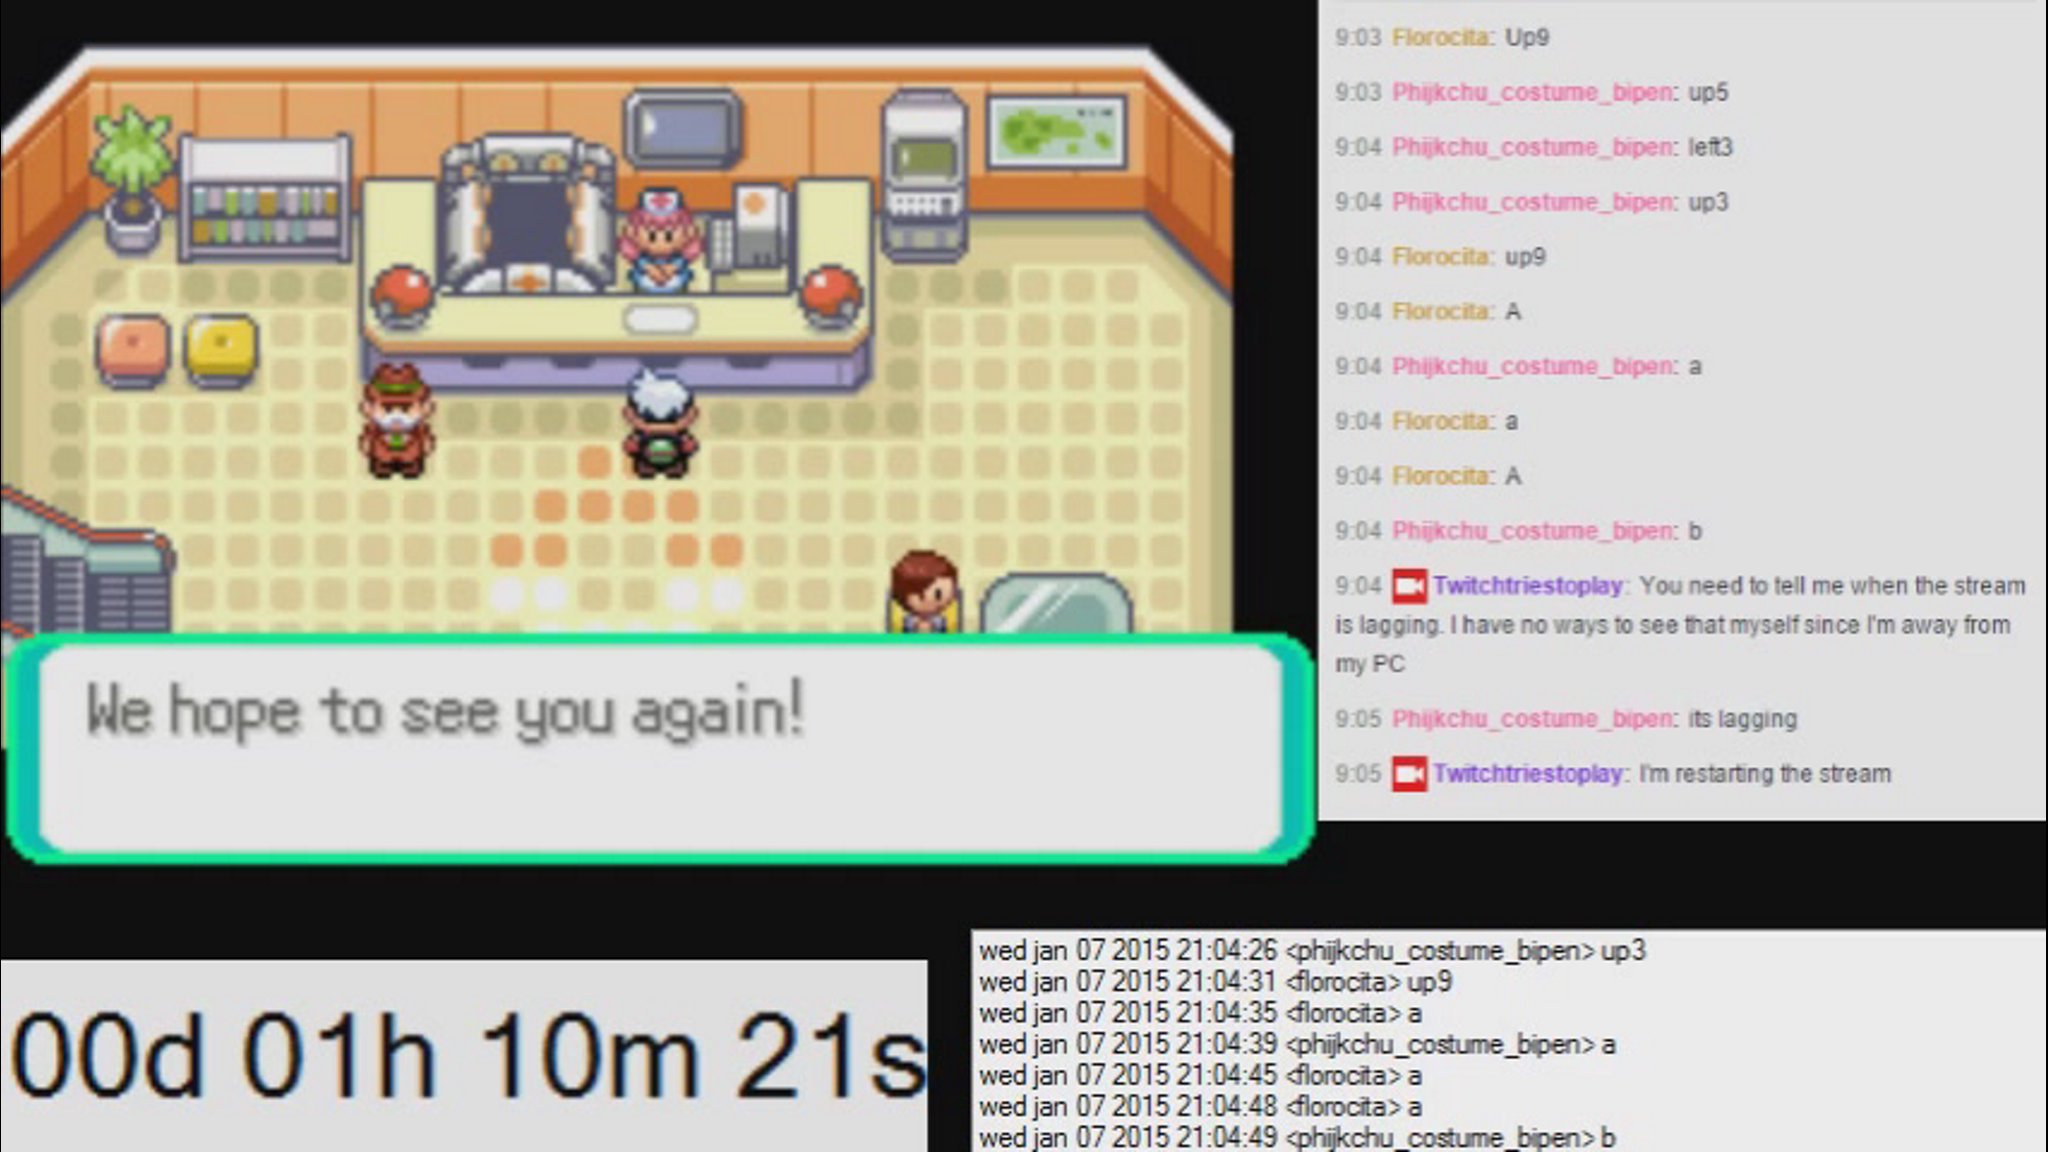 9:03 Florocita: Up9
9:03 Phijkchu_costume_bipen: up5
9:04 Phijkchu_costume_bipen: left3
9:04 Phijkchu_costume_bipen: up3
9:04 Florocita: up9
9:04 Florocita: A
9:04 Phijkchu_costume_bipen: a
9:04 Florocita: a
9:04 Florocita: A
9:04 Phijkchu_costume_bipen: b
9:04 Twitchtriestoplay: You need to tell me when the stream
is lagging. I have no ways to see that myself since I'm away from
my PC
9:05 Phijkchu_costume_bipen: its lagging
9:05 Twitchtriestoplay: I'm restarting the stream
We hope to see you again!
00d 01h 10m 21s
wed jan 07 2015 21:04:26 <phijkchu_costume_bipen> up3
wed jan 07 2015 21:04:31 <florocita> up9
wed jan 07 2015 21:04:35 <florocita> a
wed jan 07 2015 21:04:39 <phijkchu_costume_bipen> a
wed jan 07 2015 21:04:45 <florocita> a
wed jan 07 2015 21:04:48 <florocita> a
wed jan 07 2015 21:04:49 <phijkchu_costume_bipen> b